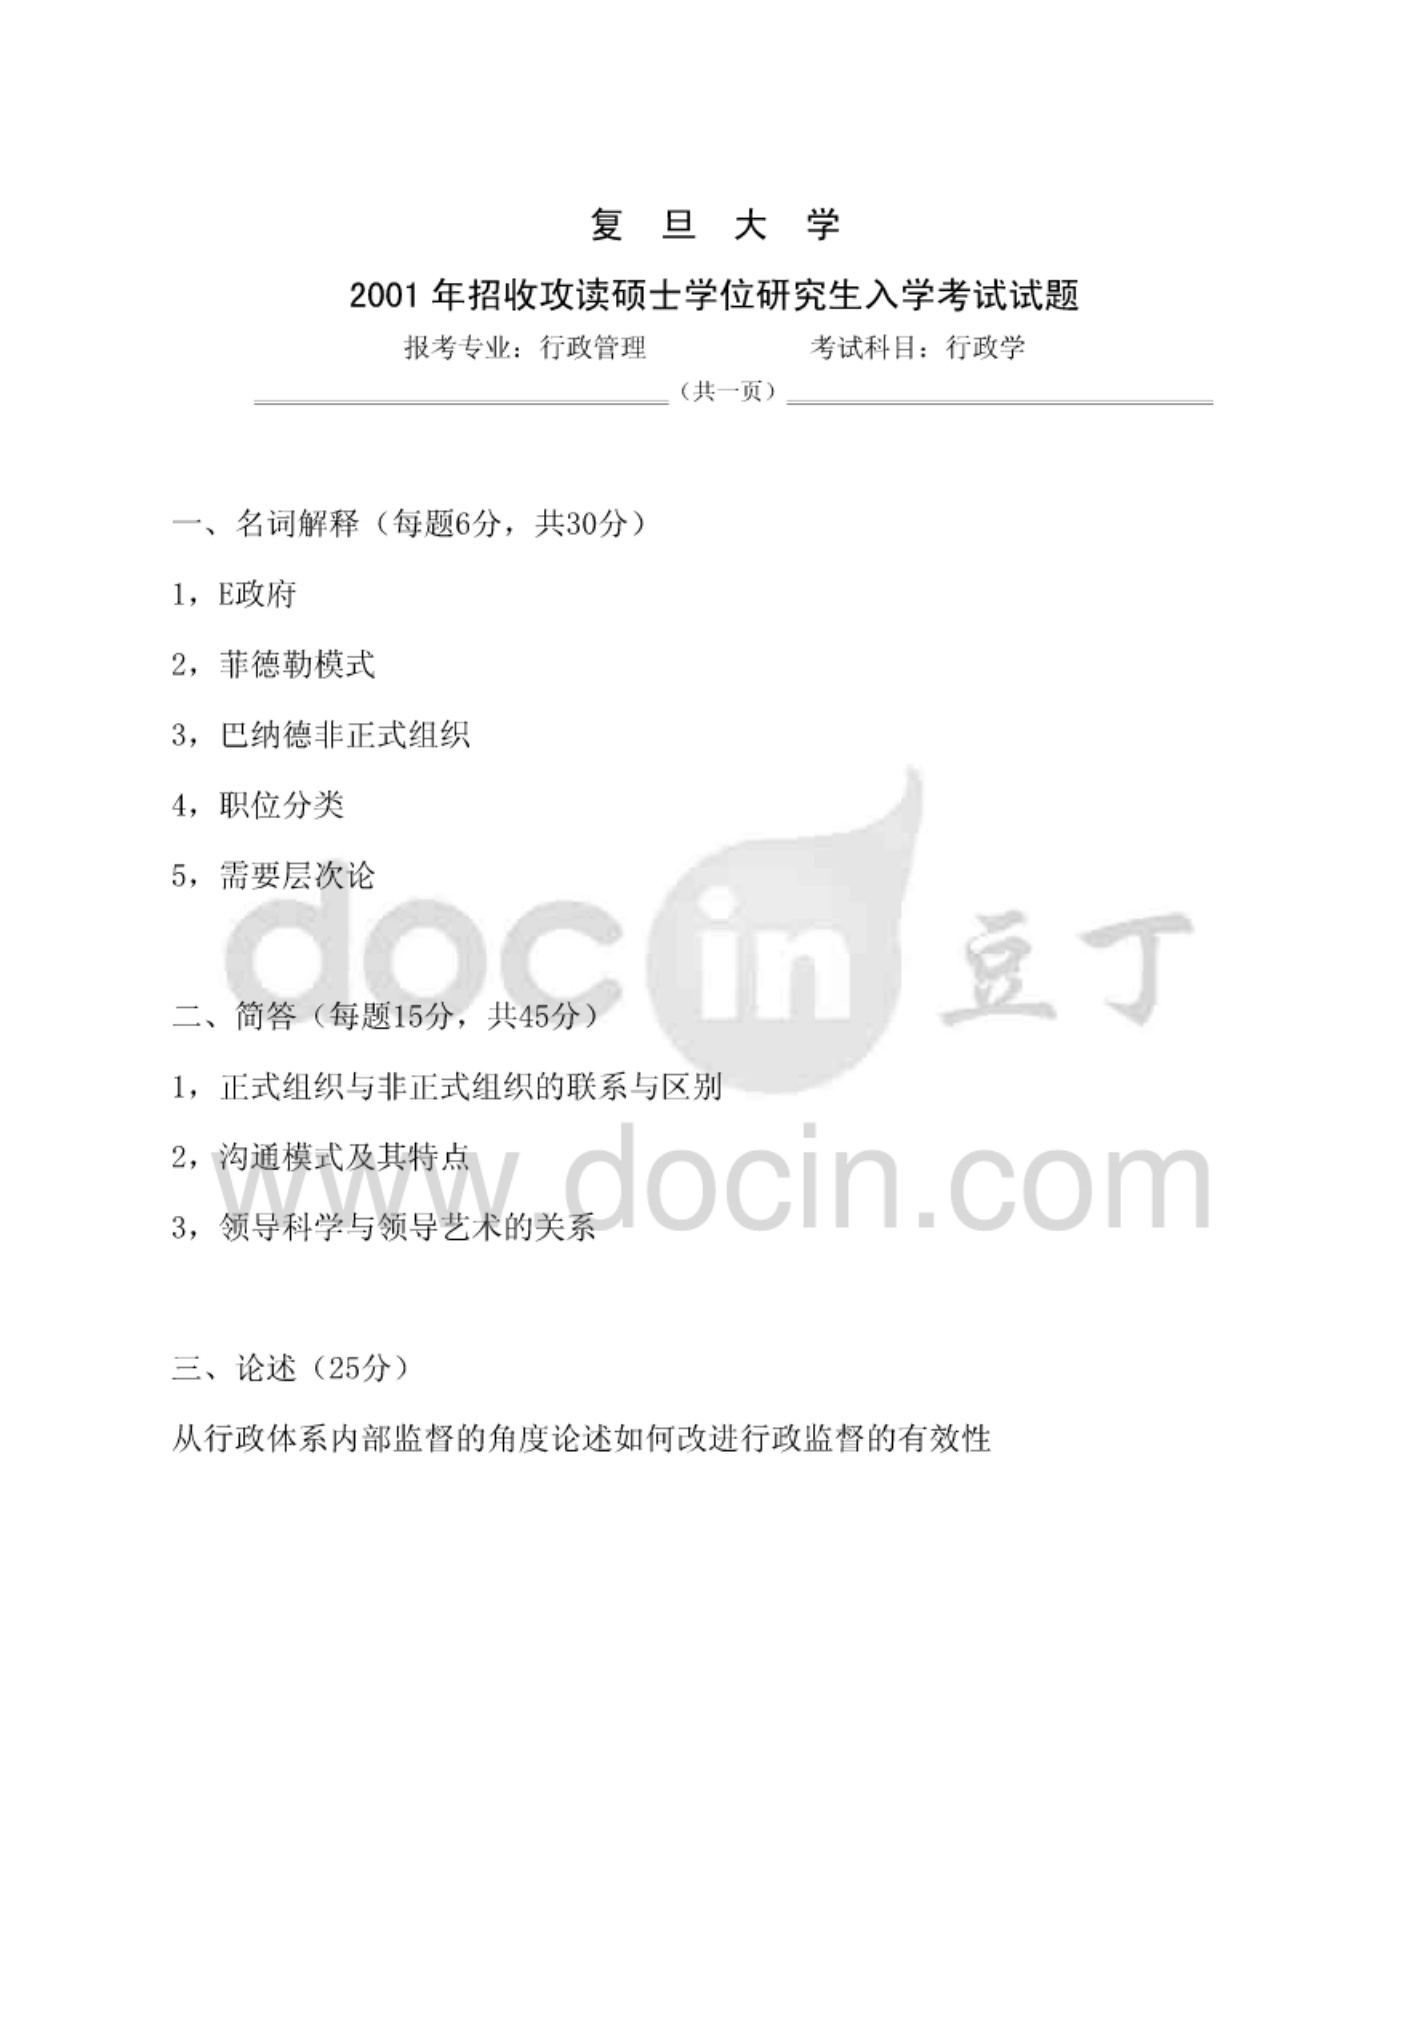 复 旦 大 学
2001 年招收攻读硕士学位研究生入学考试试题
报考专业：行政管理 考试科目：行政学
（共一页）
一、名词解释（每题6分，共30分）
1，E政府
2，菲德勒模式
3，巴纳德非正式组织
4，职位分类
5，需要层次论
docin 豆丁
二、简答（每题15分，共45分）
1，正式组织与非正式组织的联系与区别
2，沟通模式及其特点
www.docin.com
3，领导科学与领导艺术的关系
三、论述（25分）
从行政体系内部监督的角度论述如何改进行政监督的有效性